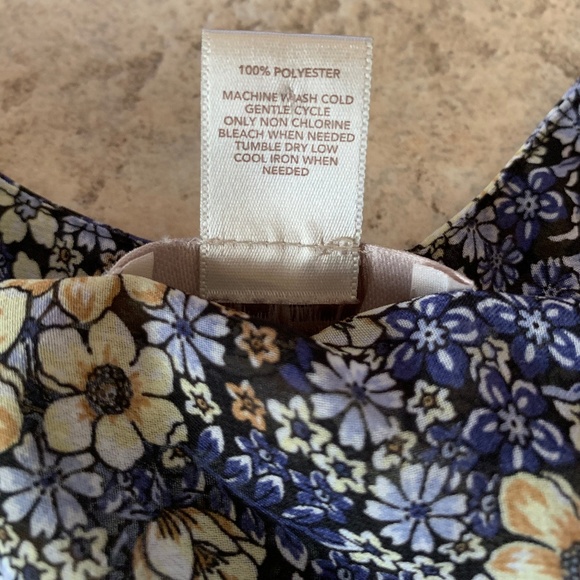 100% POLYESTER
MACHINE WASH COLD
GENTLE CYCLE
ONLY NON CHLORINE
BLEACH WHEN NEEDED
TUMBLE DRY LOW
COOL IRON WHEN
NEEDED